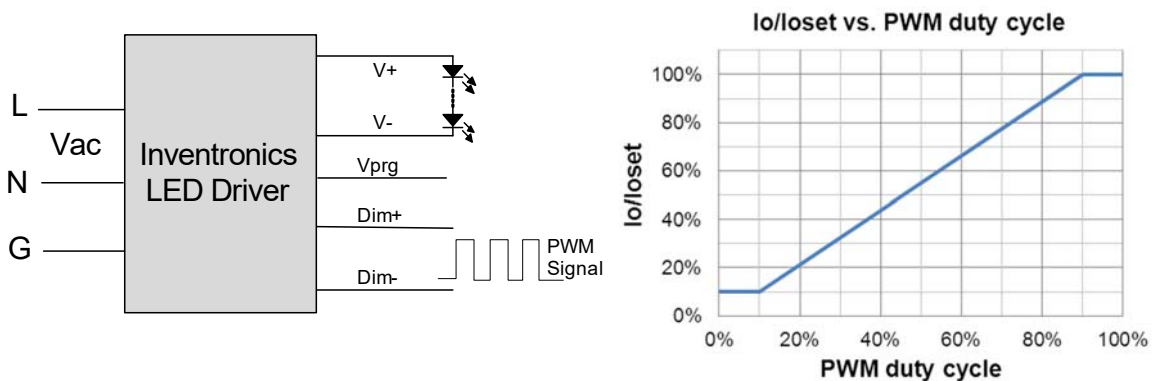 L
Vac
N
G
Inventronics
LED Driver
V+
V-
Vprg
Dim+
Dim-
PWM
Signal
Io/Ioset vs. PWM duty cycle
100%
80%
60%
40%
20%
0%
Io/Ioset
0% 20% 40% 60% 80% 100%
PWM duty cycle